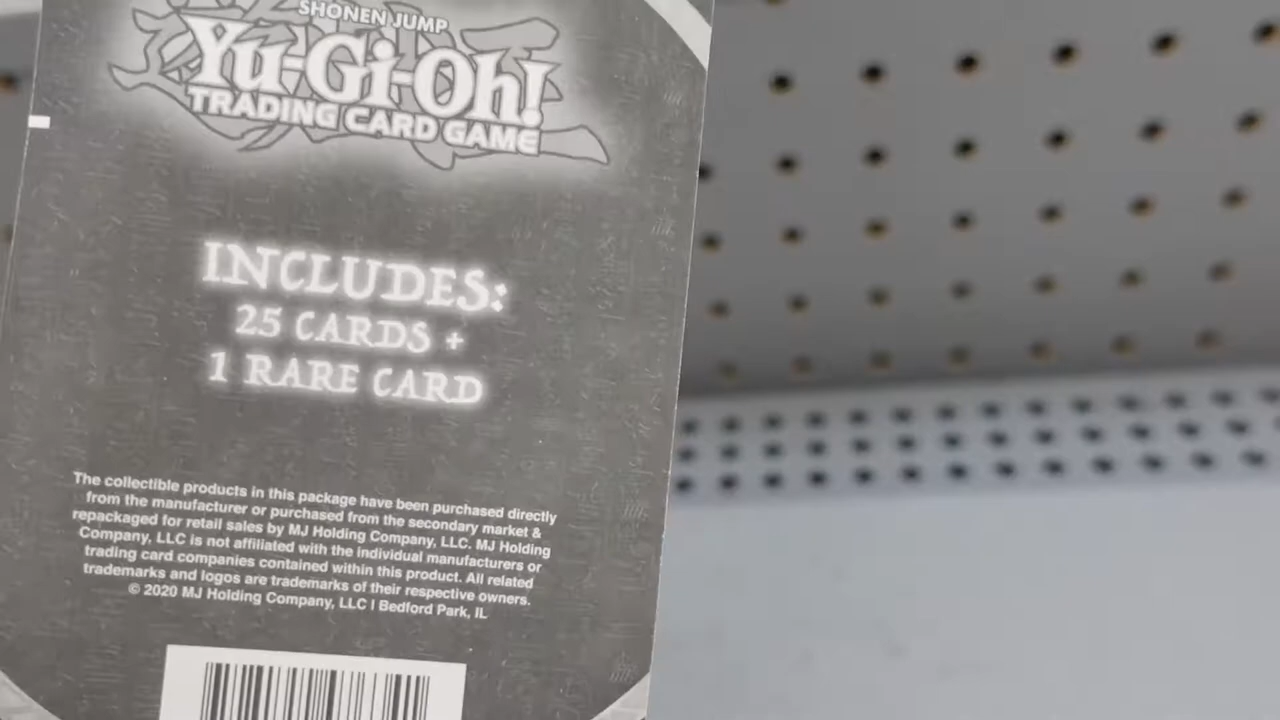 SHONEN JUMP
Yu-Gi-Oh!
TRADING CARD GAME
INCLUDES:
25 CARDS +
1 RARE CARD
The collectible products in this package have been purchased directly
from the manufacturer or purchased from the secondary market &
repackaged for retail sales by MJ Holding Company, LLC. MJ Holding
Company, LLC is not affiliated with the individual manufacturers or
trading card companies contained within this product. All related
trademarks and logos are trademarks of their respective owners.
© 2020 MJ Holding Company, LLC | Bedford Park, IL